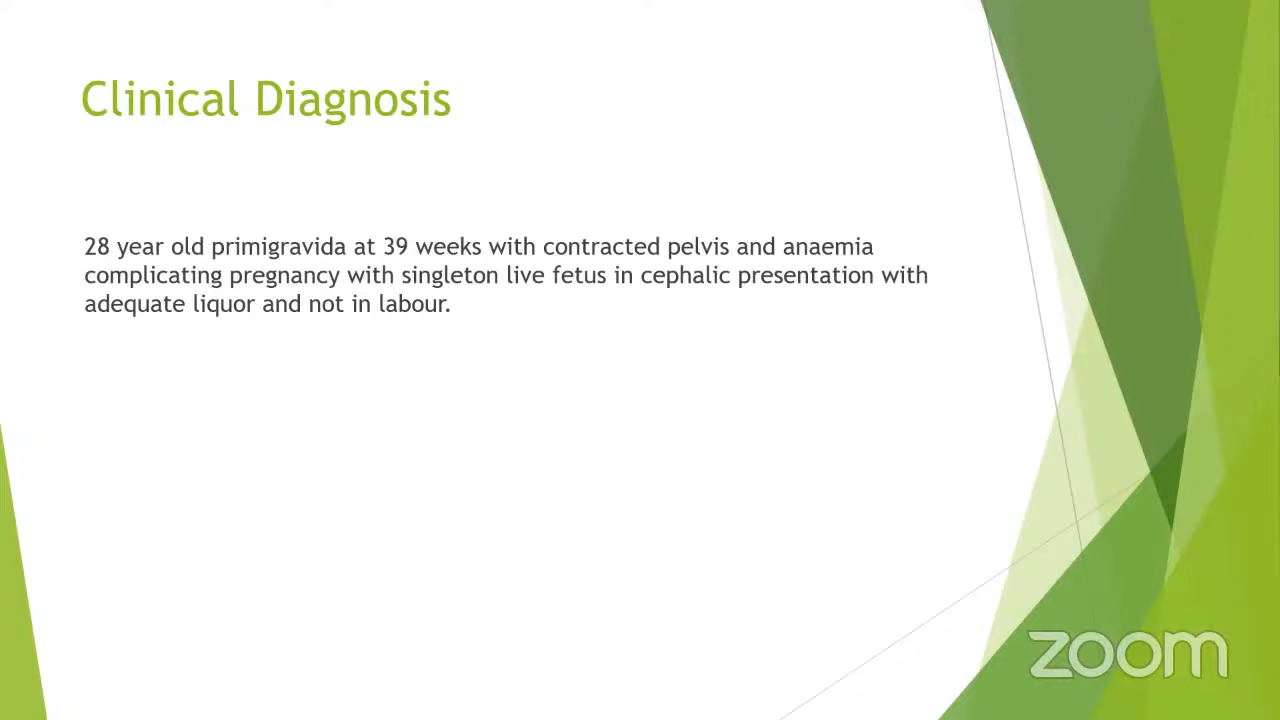 Clinical Diagnosis
28 year old primigravida at 39 weeks with contracted pelvis and anaemia
complicating pregnancy with singleton live fetus in cephalic presentation with
adequate liquor and not in labour.
zoom